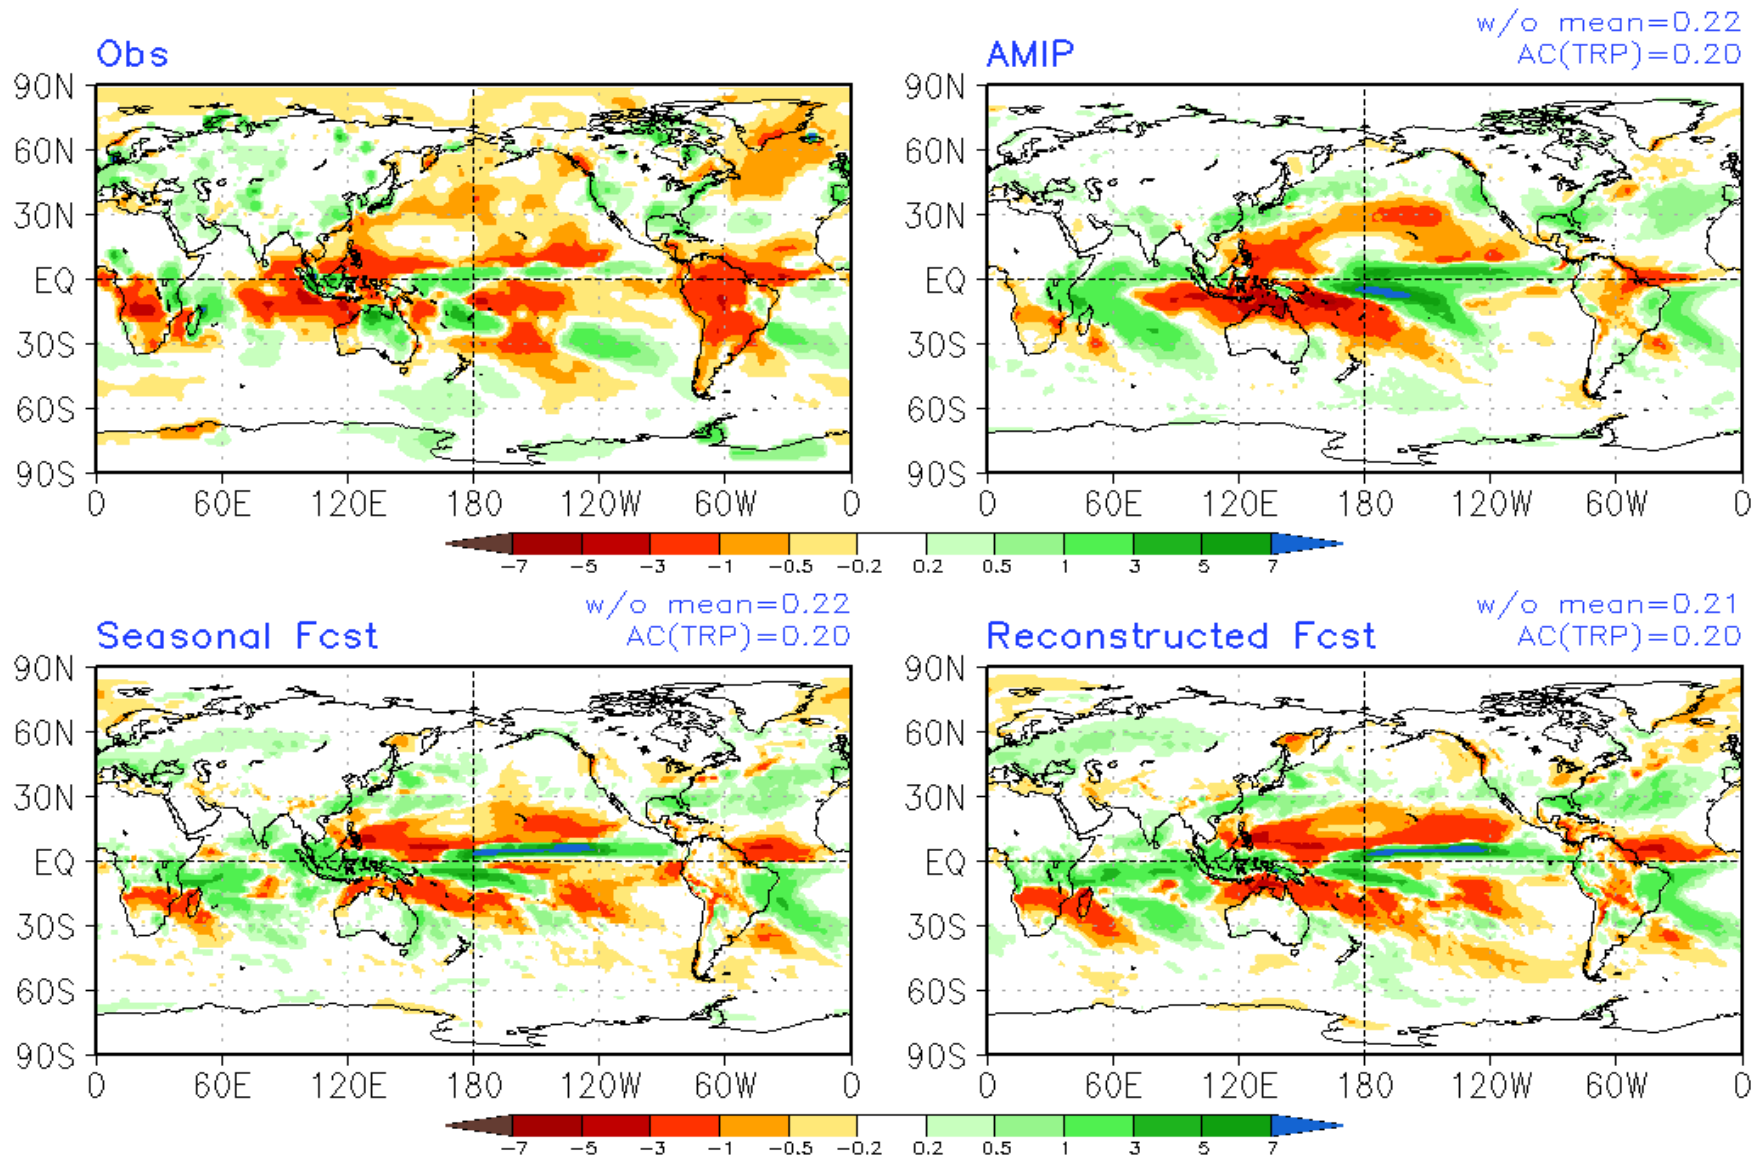 w/o mean=0.22
Obs AMIP AC(TRP)=0.20
90N 90N
60N 60N
30N 30N
EQ EQ
30S 30S
60S 60S
90S 90S
0 60E 120E 180 120W 60W 0 0 60E 120E 180 120W 60W 0
-7 -5 -3 -1 -0.5 -0.2 0.2 0.5 1 3 5 7
w/o mean=0.22 w/o mean=0.21
Seasonal Fcst AC(TRP)=0.20 Reconstructed Fcst AC(TRP)=0.20
90N 90N
60N 60N
30N 30N
EQ EQ
30S 30S
60S 60S
90S 90S
0 60E 120E 180 120W 60W 0 0 60E 120E 180 120W 60W 0
-7 -5 -3 -1 -0.5 -0.2 0.2 0.5 1 3 5 7